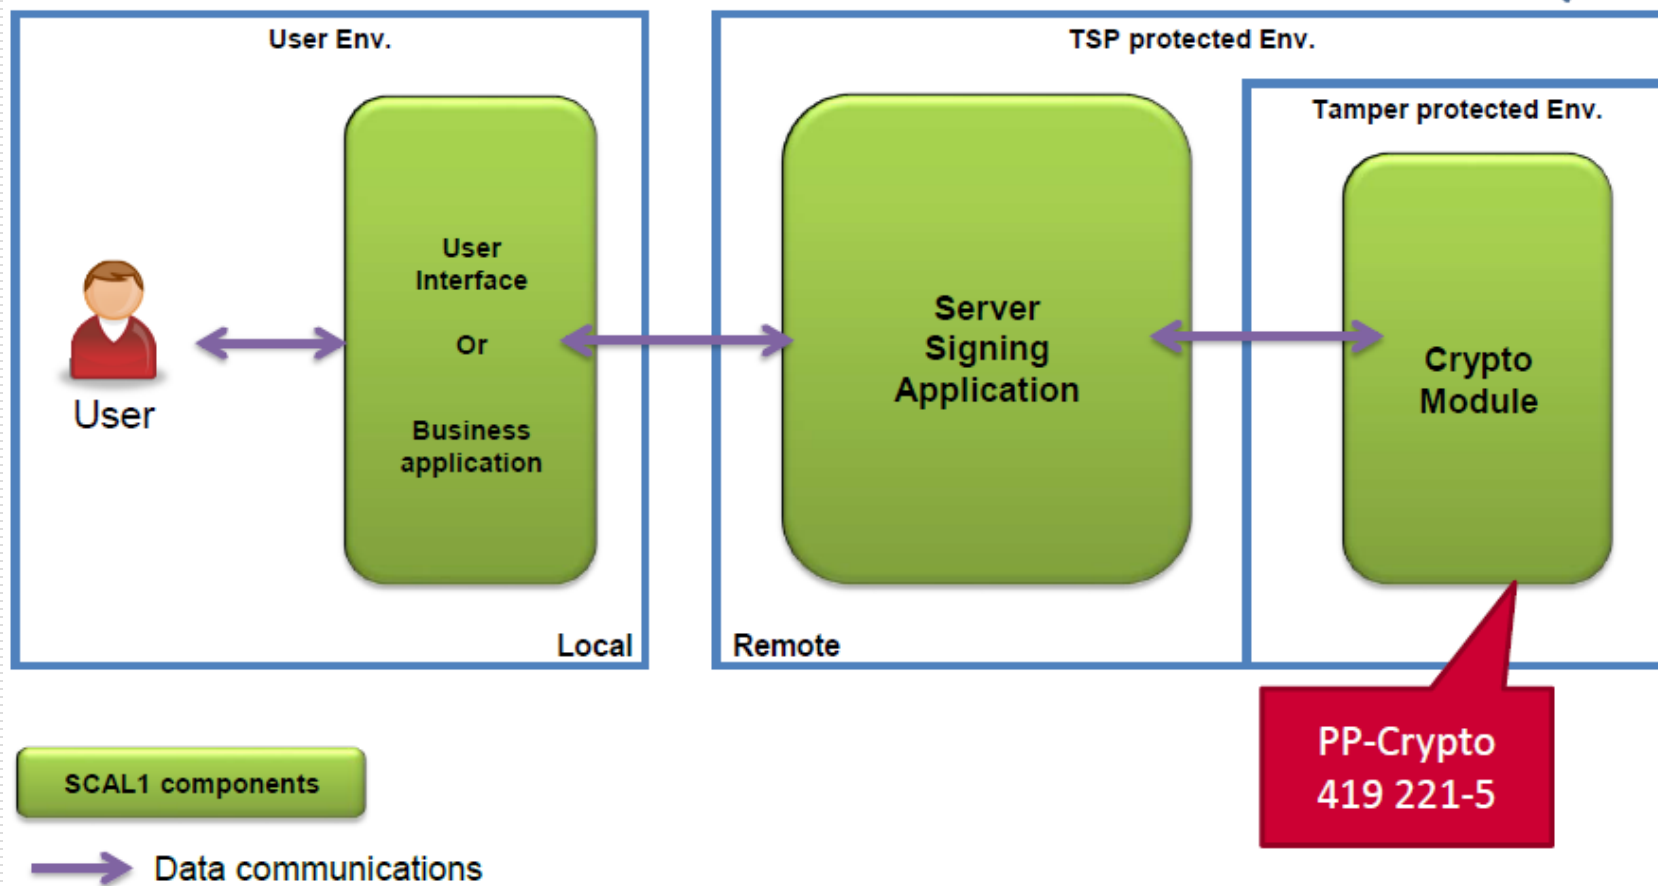 User Env.
TSP protected Env.
Tamper protected Env.
User
Interface
Or
Business
application
User
Server
Signing
Application
Crypto
Module
Local
Remote
PP-Crypto
419 221-5
SCAL1 components
Data communications